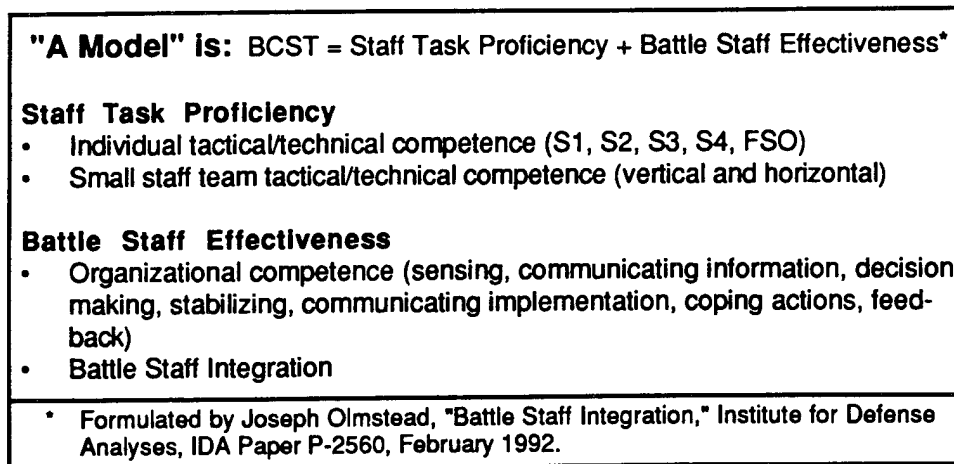 "A Model" is: BCST = Staff Task Proficiency + Battle Staff Effectiveness*
Staff Task Proficiency
• Individual tactical/technical competence (S1, S2, S3, S4, FSO)
• Small staff team tactical/technical competence (vertical and horizontal)
Battle Staff Effectiveness
• Organizational competence (sensing, communicating information, decision
making, stabilizing, communicating implementation, coping actions, feed-
back)
• Battle Staff Integration
* Formulated by Joseph Olmstead, "Battle Staff Integration," Institute for Defense
Analyses, IDA Paper P-2560, February 1992.